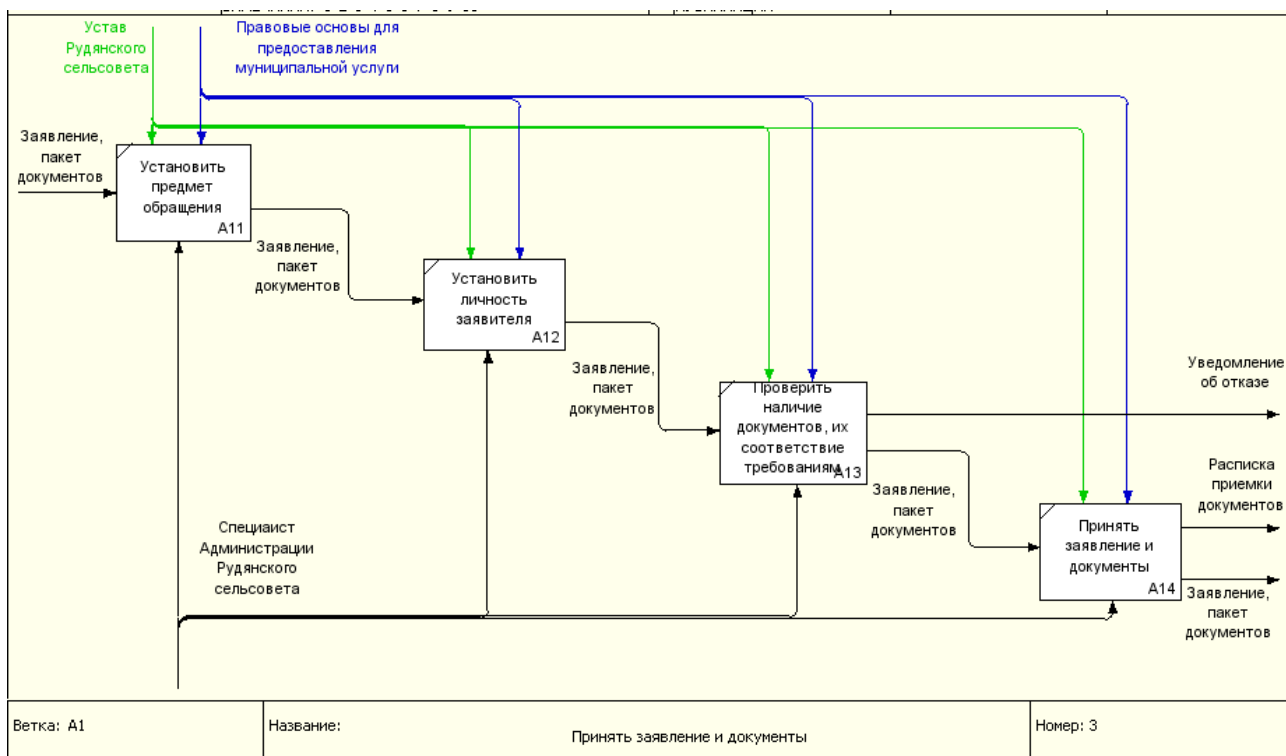 Устав
Рудянского
сельсовета
Правовые основы для
предоставления
муниципальной услуги
Заявление,
пакет
документов
Установить
предмет
обращения
A11
Заявление,
пакет
документов
Установить
личность
заявителя
A12
Заявление,
пакет
документов
Проверить
наличие
документов, их
соответствие
требованиям
A13
Уведомление
об отказе
Заявление,
пакет
документов
Расписка
приемки
документов
Принять
заявление и
документы
A14
Заявление,
пакет
документов
Специаист
Администрации
Рудянского
сельсовета
Ветка: A1
Название:
Принять заявление и документы
Номер: 3